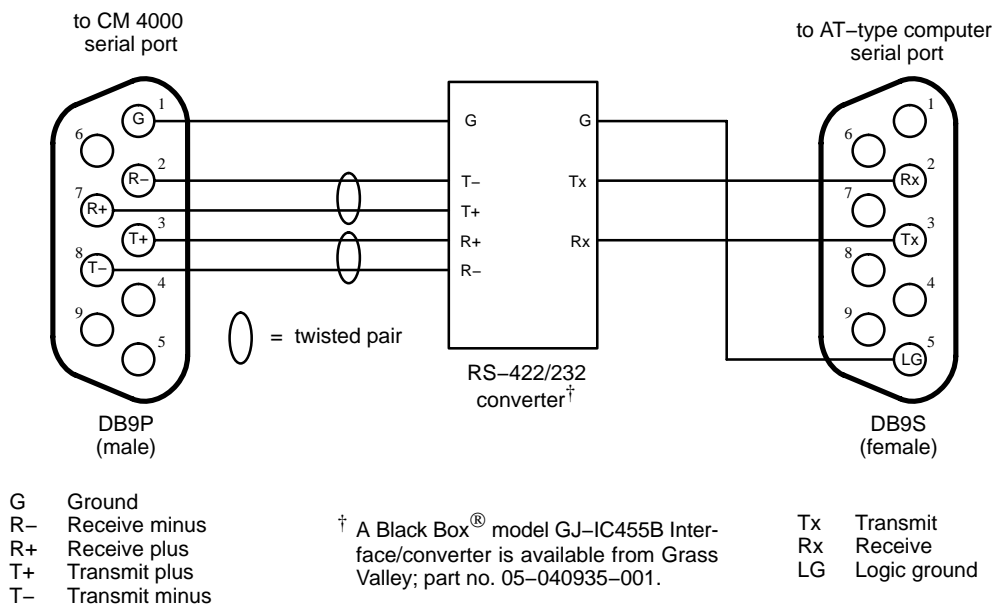 to CM 4000
serial port
to AT–type computer
serial port
1
G
6
2
R–
7
R+
3
T+
8
T–
4
9
5
G
T–
T+
R+
R–
G
Tx
Rx
1
6
2
Rx
7
3
Tx
8
4
9
5
LG
= twisted pair
RS–422/232
converter†
DB9P
(male)
DB9S
(female)
G Ground
R– Receive minus
R+ Receive plus
T+ Transmit plus
T– Transmit minus
† A Black Box® model GJ–IC455B Inter-
face/converter is available from Grass
Valley; part no. 05–040935–001.
Tx Transmit
Rx Receive
LG Logic ground